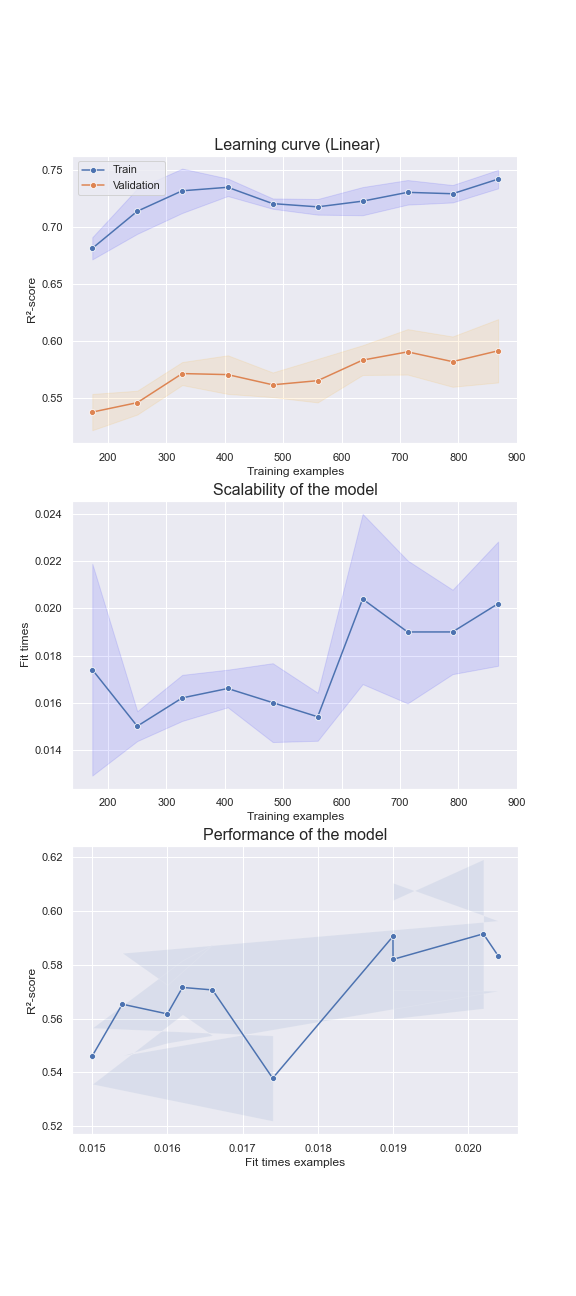 Learning curve (Linear)
Train
Validation
0.75
0.70
0.65
0.60
0.55
R²-score
200 300 400 500 600 700 800 900
Training examples
Scalability of the model
0.024
0.022
0.020
0.018
0.016
0.014
Fit times
200 300 400 500 600 700 800 900
Training examples
Performance of the model
0.62
0.60
0.58
0.56
0.54
0.52
R²-score
0.015 0.016 0.017 0.018 0.019 0.020
Fit times examples